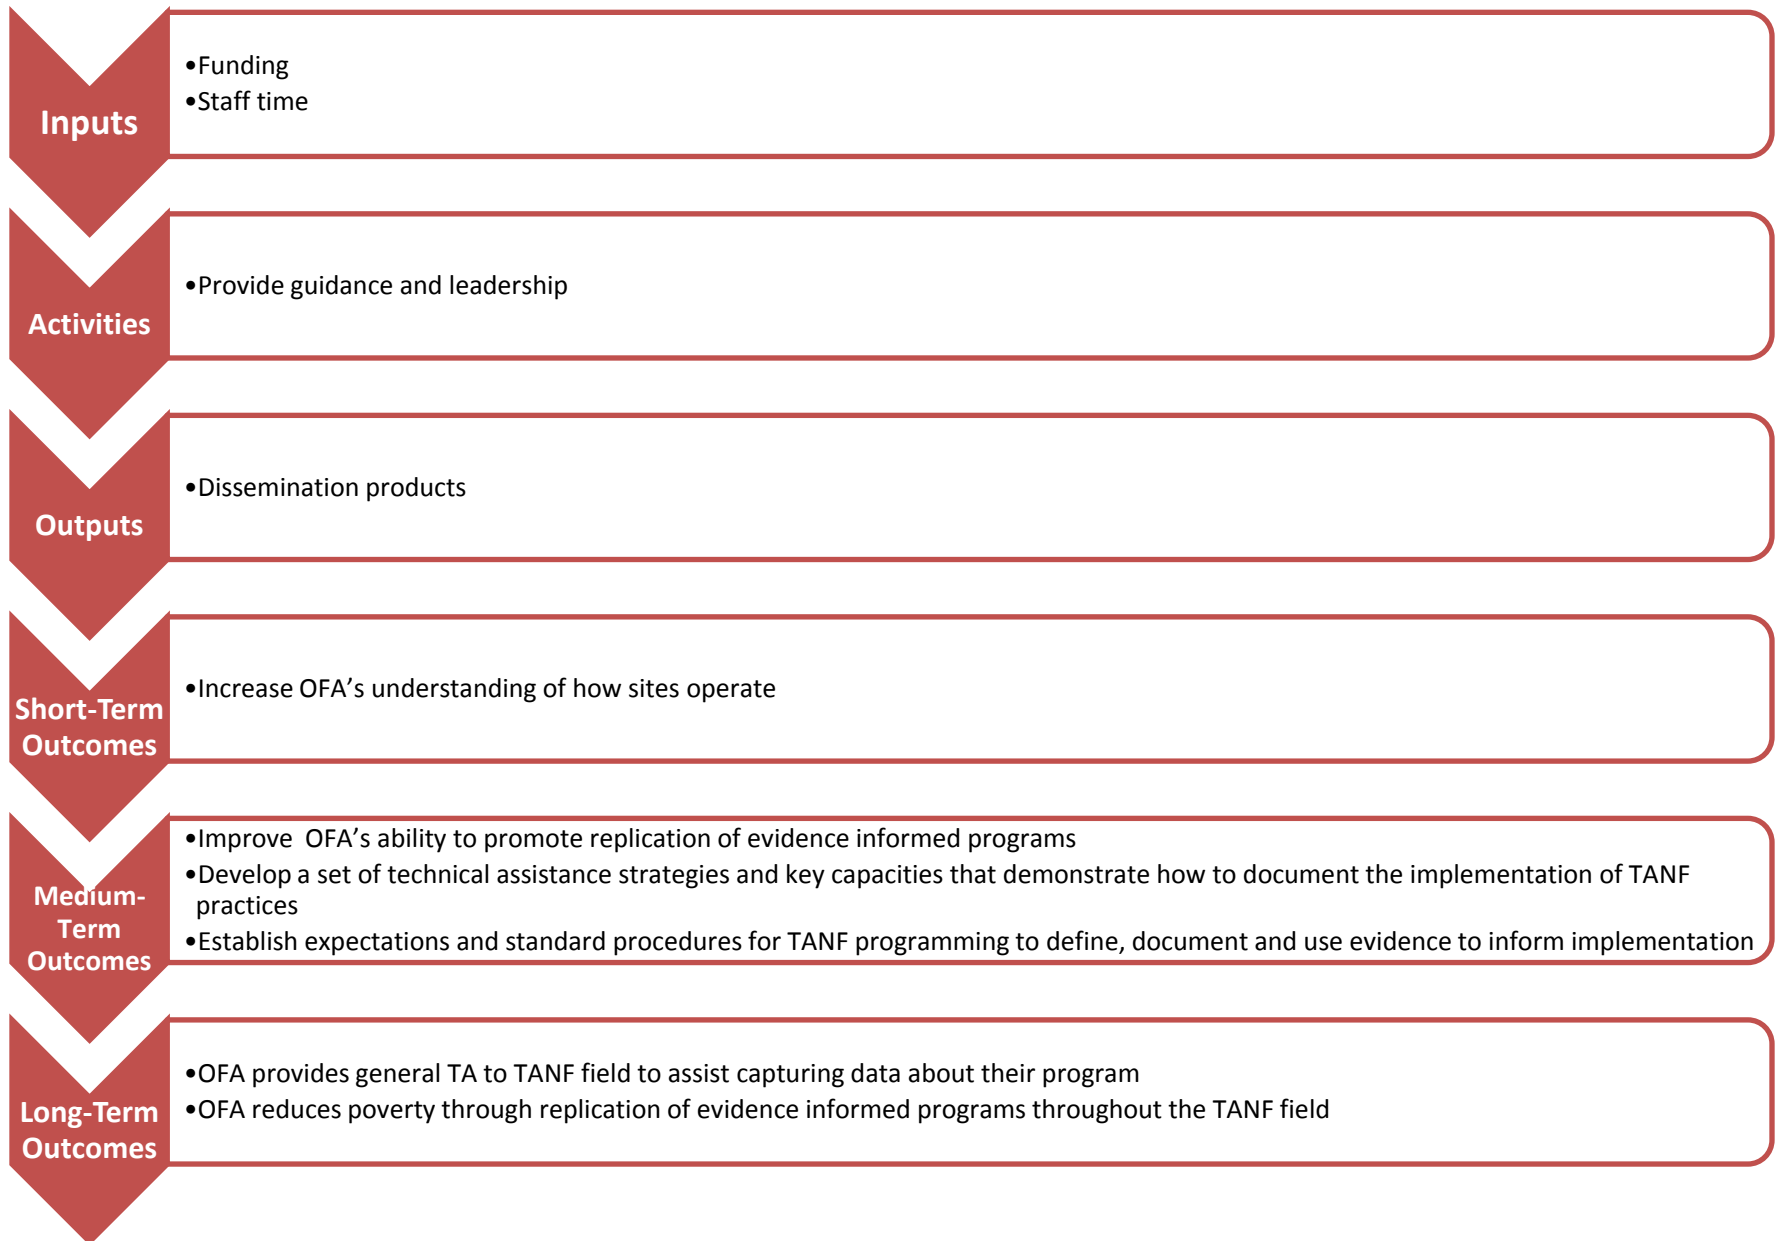 Inputs
•Funding
•Staff time
Activities
•Provide guidance and leadership
Outputs
•Dissemination products
Short-Term
Outcomes
•Increase OFA’s understanding of how sites operate
Medium-
Term
Outcomes
•Improve  OFA’s ability to promote replication of evidence informed programs
•Develop a set of technical assistance strategies and key capacities that demonstrate how to document the implementation of TANF
practices
•Establish expectations and standard procedures for TANF programming to define, document and use evidence to inform implementation
Long-Term
Outcomes
•OFA provides general TA to TANF field to assist capturing data about their program
•OFA reduces poverty through replication of evidence informed programs throughout the TANF field